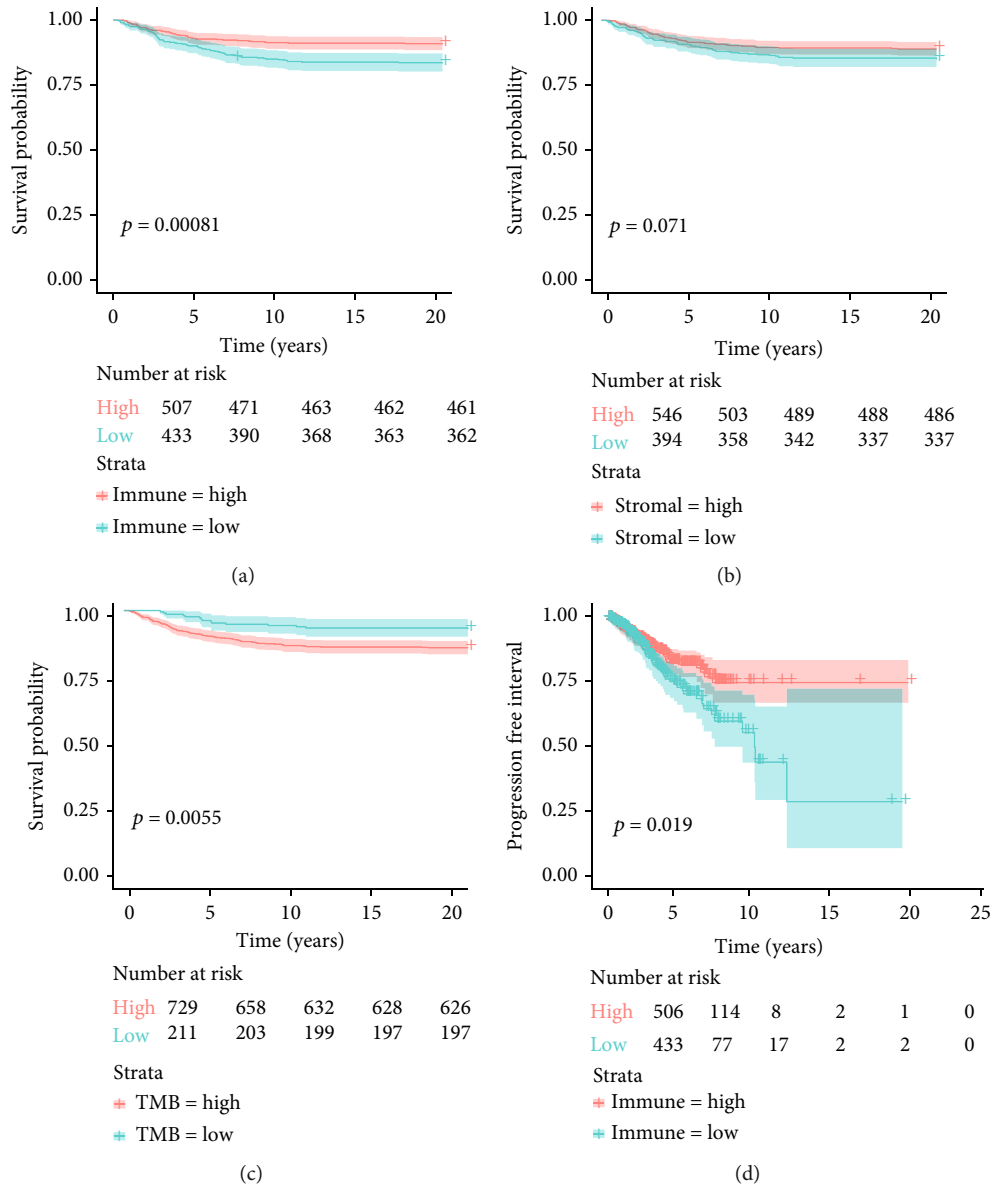 1.00
0.75
0.50
0.25
0.00
Survival probability
p = 0.00081
0 5 10 15 20
Time (years)
Number at risk
High 507 471 463 462 461
Low 433 390 368 363 362
Strata
Immune = high
Immune = low
(a)
1.00
0.75
0.50
0.25
0.00
Survival probability
p = 0.071
0 5 10 15 20
Time (years)
Number at risk
High 546 503 489 488 486
Low 394 358 342 337 337
Strata
Stromal = high
Stromal = low
(b)
1.00
0.75
0.50
0.25
0.00
Survival probability
p = 0.0055
0 5 10 15 20
Time (years)
Number at risk
High 729 658 632 628 626
Low 211 203 199 197 197
Strata
TMB = high
TMB = low
(c)
1.00
0.75
0.50
0.25
0.00
Progression free interval
p = 0.019
0 5 10 15 20 25
Time (years)
Number at risk
High 506 114 8 2 1 0
Low 433 77 17 2 2 0
Strata
Immune = high
Immune = low
(d)